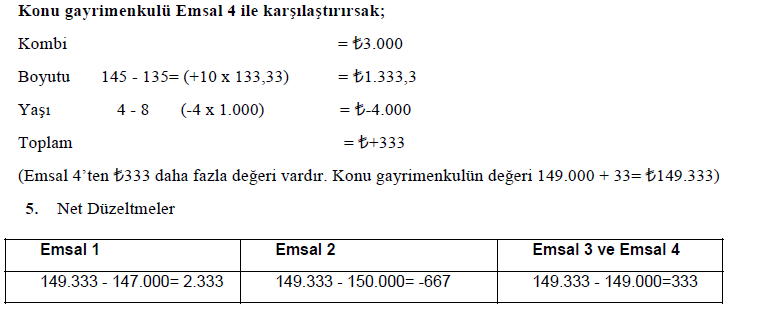 Konu gayrimenkulü Emsal 4 ile karşılaştırırsak;
Kombi = ₺3.000
Boyutu 145 - 135= (+10 x 133,33) = ₺1.333,3
Yaşı 4 - 8 (-4 x 1.000) = ₺-4.000
Toplam = ₺+333
(Emsal 4’ten ₺333 daha fazla değeri vardır. Konu gayrimenkulün değeri 149.000 + 33= ₺149.333)
5. Net Düzeltmeler
Emsal 1 Emsal 2 Emsal 3 ve Emsal 4
149.333 - 147.000= 2.333 149.333 - 150.000= -667 149.333 - 149.000=333